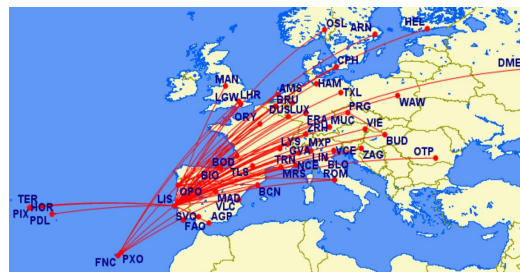 OSL ARN
HEL
CPH
DME
MAN
AMS
HAM
TXL
LGW
LHR
BRU
WAW
DUSLUX
PRG
ORY
FRA
MUC
VIE
ZRH
BUD
LYS
MXP
GVA
LIN
VCE
ZAG
OTP
BOD
TRN
BLQ
NCE
BIO
TLS
MRS
ROM
OPO
BCN
TER
HOR
LIS
MAD
PIX
VLC
PDL
SVQ
AGP
FAO
FNC
PXO